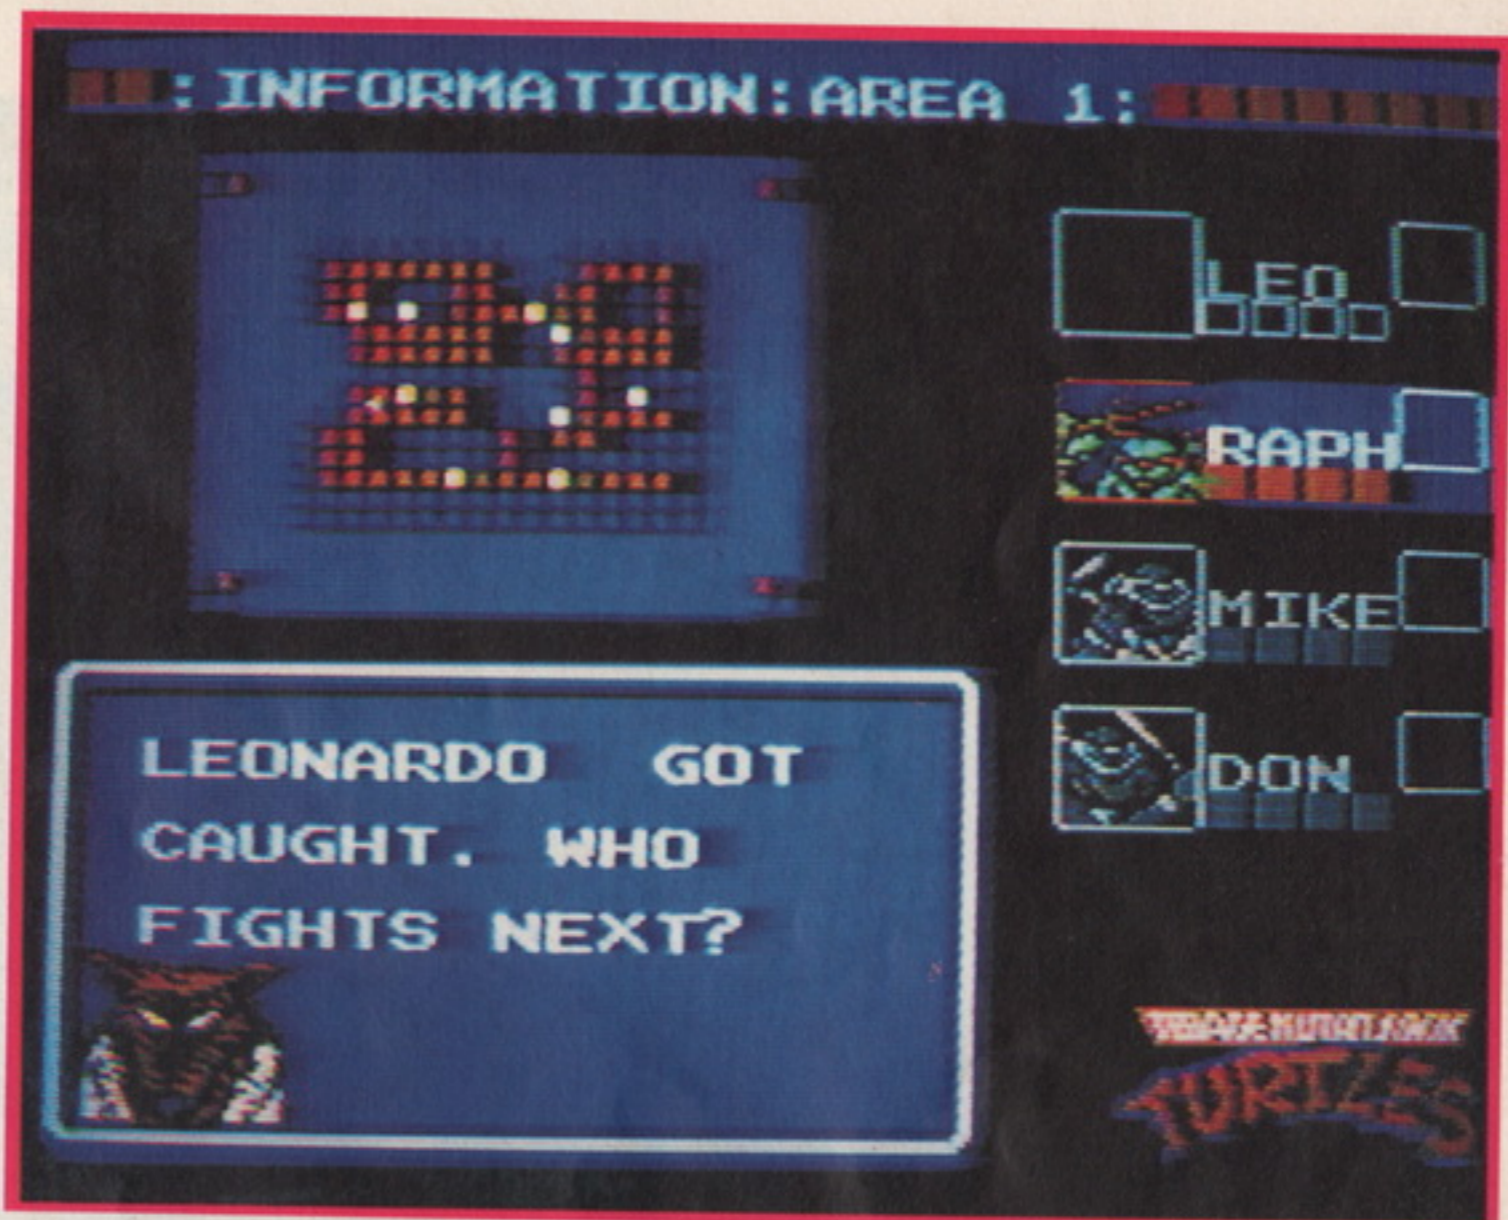 :INFORMATION:AREA 1:
LEO
RAPH
MIKE
DON
LEONARDO GOT
CAUGHT. WHO
FIGHTS NEXT?
TURTLES